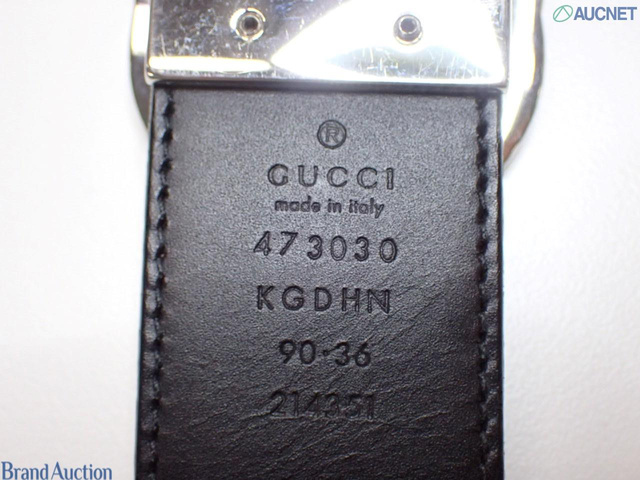 AUCNET
®
GUCCI
made in italy
473030
KGDHN
90·36
214351
Brand Auction